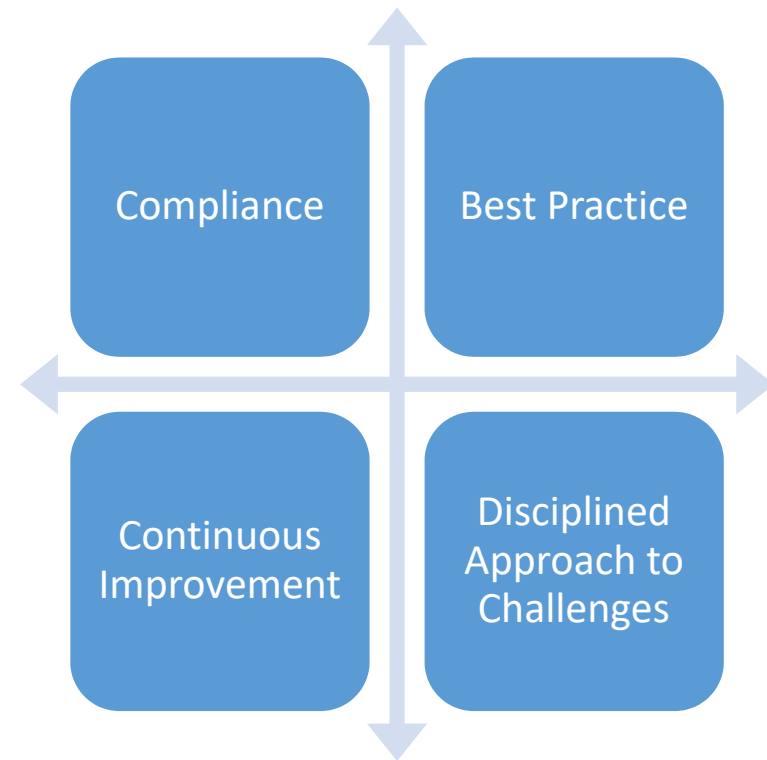 Compliance
Best Practice
Continuous
Improvement
Disciplined
Approach to
Challenges